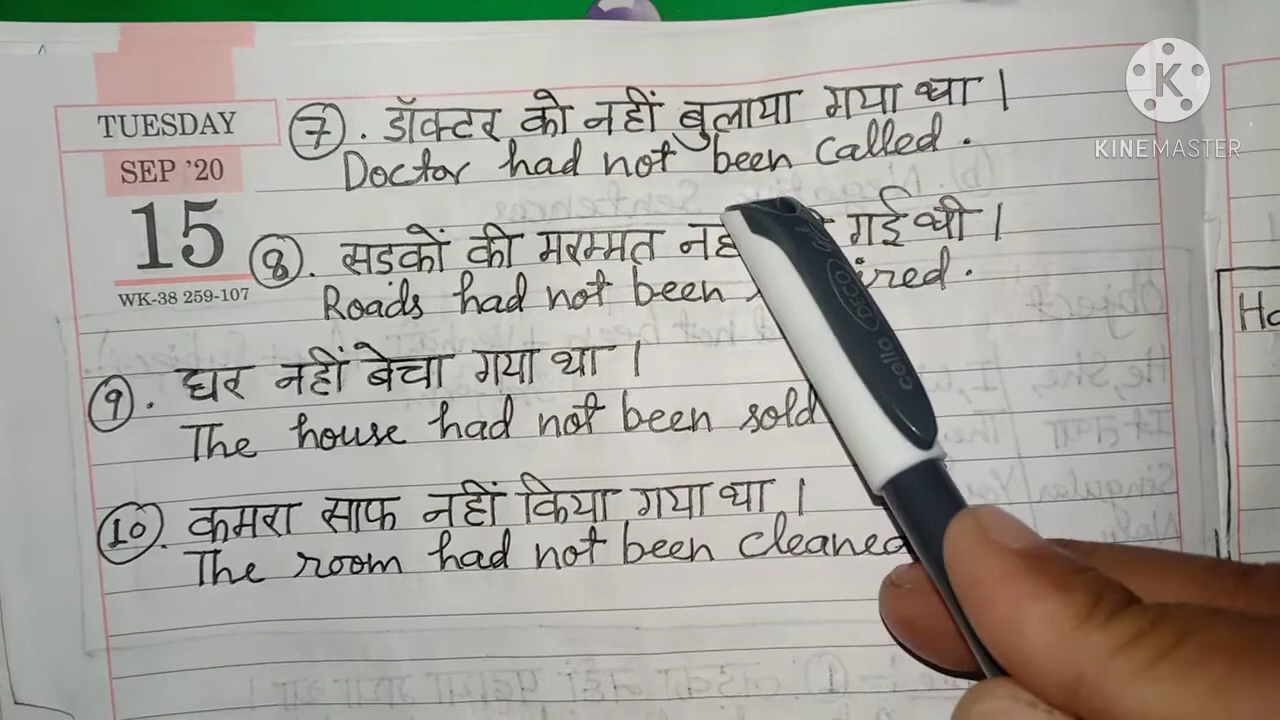 TUESDAY
SEP '20
15
WK-38 259-107
7. डॉक्टर को नहीं बुलाया गया था ।
Doctor had not been called.
8. सड़कों की मरम्मत गई थी ।
Roads had not been
9. घर नहीं बेचा गया था ।
The house had not been sold
10. कमरा साफ नहीं किया गया था ।
The room had not been cleaned
K
KINEMASTER
cello